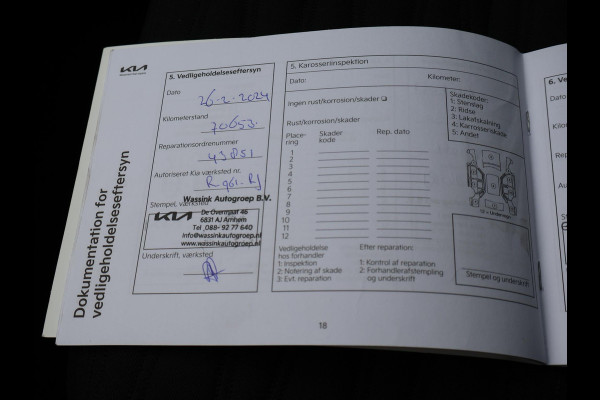 Dokumentation for
vedligeholdelseseftersyn
KIA
5. Vedligeholdelseseftersyn
Dato
26-2-2024
Kilometerstand
70653
Reparationsordrenummer
43851
Autoriseret Kia værksted nr.
Stempel, værksted
Wassink Autogroep B.V.
KIA
De Overmaat 46
6831 AJ Arnhem
Tel. 088- 92 77 640
info@wassinkautogroep.nl
www.wassinkautogroep.nl
Underskrift, værksted
5. Karosseriinspektion
Dato:
Kilometer:
Ingen rust/korrosion/skader
Rust/korrosion/skader
Place-
ring
Skader
kode
Rep. dato
1
2
3
4
5
6
7
8
9
10
11
12
Skadekoder:
1: Stenslag
2: Ridse
3: Lakafskalning
4: Karrosseriskade
5: Andet
Vedligeholdelse
hos forhandler
1: Inspektion
2: Notering af skade
3: Evt. reparation
Efter reparation:
1: Kontrol af reparation
2: Forhandlerafstempling
og underskrift
Stempel og underskrift
18
6. Ve
Dato